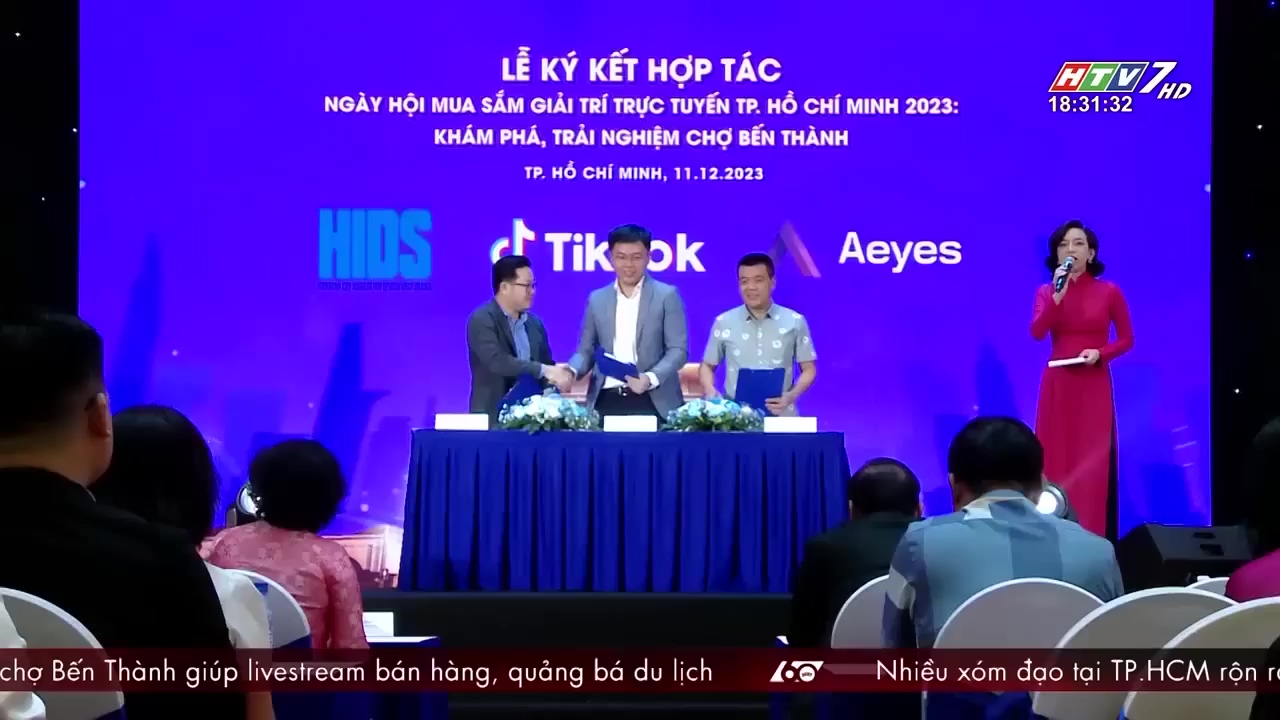 LỄ KÝ KẾT HỢP TÁC
NGÀY HỘI MUA SẮM GIẢI TRÍ TRỰC TUYẾN TP. HỒ CHÍ MINH 2023:
KHÁM PHÁ, TRẢI NGHIỆM CHỢ BẾN THÀNH
TP. HỒ CHÍ MINH, 11.12.2023
HTV7 HD
18:31:32
HIDS
TikTok
Aeyes
chợ Bến Thành giúp livestream bán hàng, quảng bá du lịch
60 giây
Nhiều xóm đạo tại TP.HCM rộn r